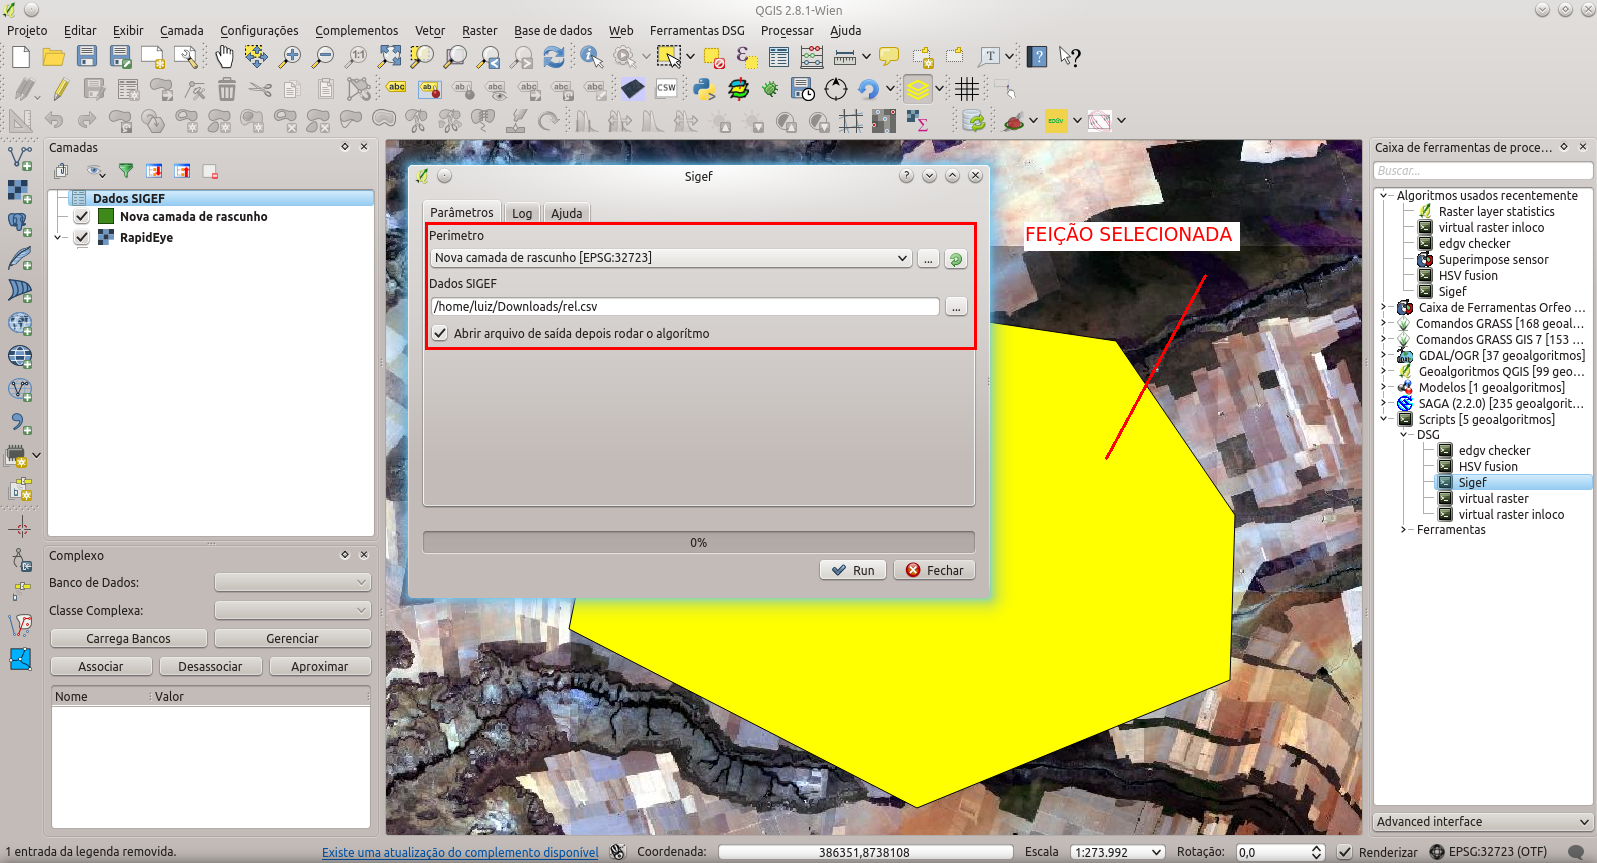 QGIS 2.8.1-Wien
Projeto Editar Exibir Camada Configurações Complementos Vetor Raster Base de dados Web Ferramentas DSG Processar Ajuda
Camadas
Dados SIGEF
Nova camada de rascunho
RapidEye
Complexo
Banco de Dados:
Classe Complexa:
Carrega Bancos Gerenciar
Associar Desassociar Aproximar
Nome Valor
Sigef
Parâmetros Log Ajuda
Perimetro
Nova camada de rascunho [EPSG:32723]
...
Dados SIGEF
/home/luiz/Downloads/rel.csv
...
Abrir arquivo de saída depois rodar o algorítmo
0%
Run Fechar
FEIÇÃO SELECIONADA
Caixa de ferramentas de proce...
Buscar...
Algoritmos usados recentemente
Raster layer statistics
virtual raster inloco
edgv checker
Superimpose sensor
HSV fusion
Sigef
Caixa de Ferramentas Orfeo ...
Comandos GRASS [168 geoal...
Comandos GRASS GIS 7 [153 ...
GDAL/OGR [37 geoalgoritmos]
Geoalgoritmos QGIS [99 geo...
Modelos [1 geoalgoritmos]
SAGA (2.2.0) [235 geoalgorit...
Scripts [5 geoalgoritmos]
DSG
edgv checker
HSV fusion
Sigef
virtual raster
virtual raster inloco
Ferramentas
Advanced interface
1 entrada da legenda removida. Existe uma atualização do complemento disponível Coordenada: 386351,8738108 Escala 1:273.992 Rotação: 0,0 Renderizar EPSG:32723 (OTF)